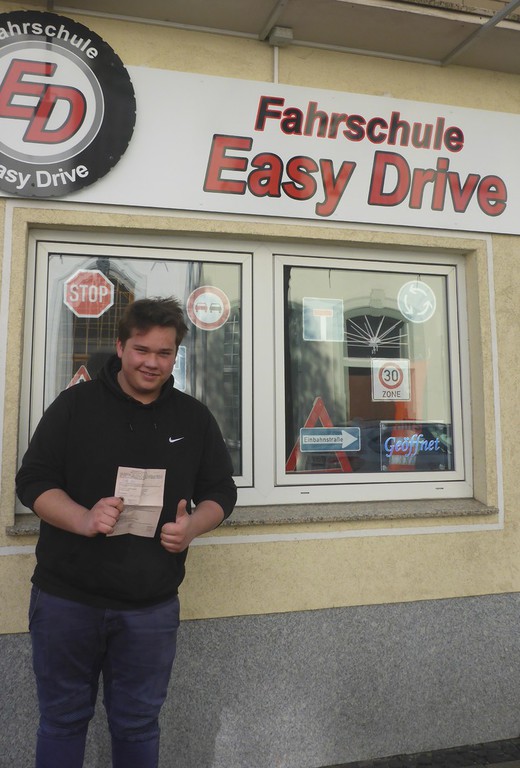 Fahrschule
ED
Easy Drive
Fahrschule
Easy Drive
STOP
30
ZONE
Einbahnstraße
Geöffnet